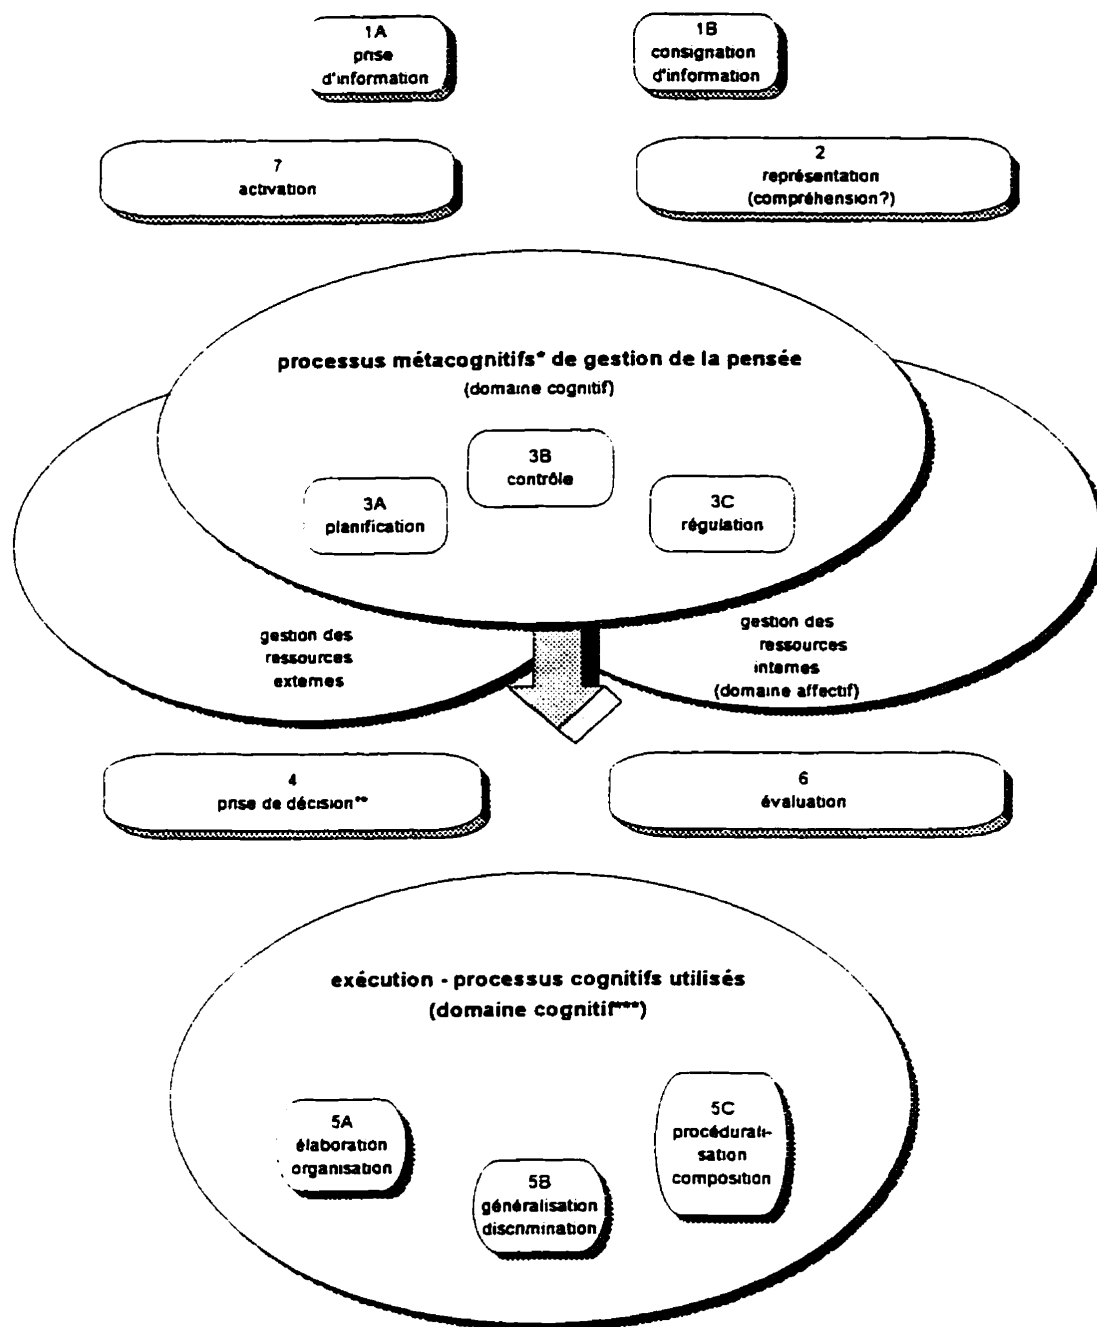 1A
prise
d'information
1B
consignation
d'information
7
activation
2
représentation
(compréhension?)
processus métacognitifs* de gestion de la pensée
(domaine cognitif)
3A
planification
3B
contrôle
3C
régulation
gestion des
ressources
externes
gestion des
ressources
internes
(domaine affectif)
4
prise de décision**
6
évaluation
exécution - processus cognitifs utilisés
(domaine cognitif***)
5A
élaboration
organisation
5B
généralisation
discrimination
5C
procédurali-
sation
composition